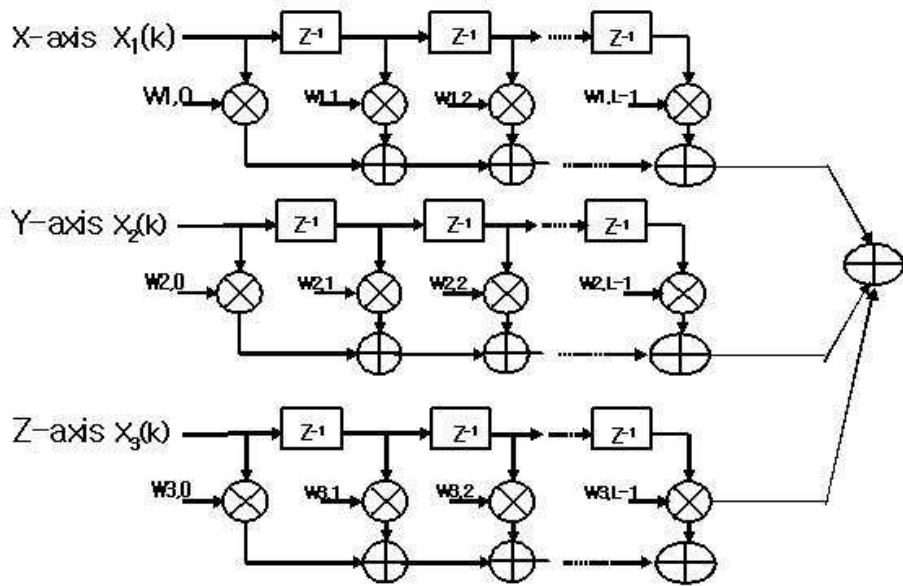 X-axis X₁(k) Z⁻¹ Z⁻¹ Z⁻¹
W1,0 W1,1 W1,2 W1,L-1
Y-axis X₂(k) Z⁻¹ Z⁻¹ Z⁻¹
W2,0 W2,1 W2,2 W2,L-1
Z-axis X₃(k) Z⁻¹ Z⁻¹ Z⁻¹
W3,0 W3,1 W3,2 W3,L-1